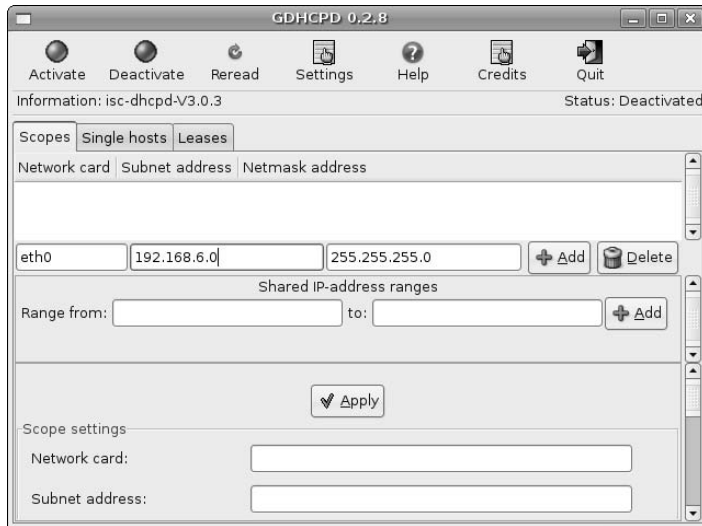 GDHCPD 0.2.8
Activate Deactivate Reread Settings Help Credits Quit
Information: isc-dhcpd-V3.0.3 Status: Deactivated
Scopes Single hosts Leases
Network card Subnet address Netmask address
eth0 192.168.6.0 255.255.255.0 Add Delete
Shared IP-address ranges
Range from: to: Add
Apply
Scope settings
Network card:
Subnet address: